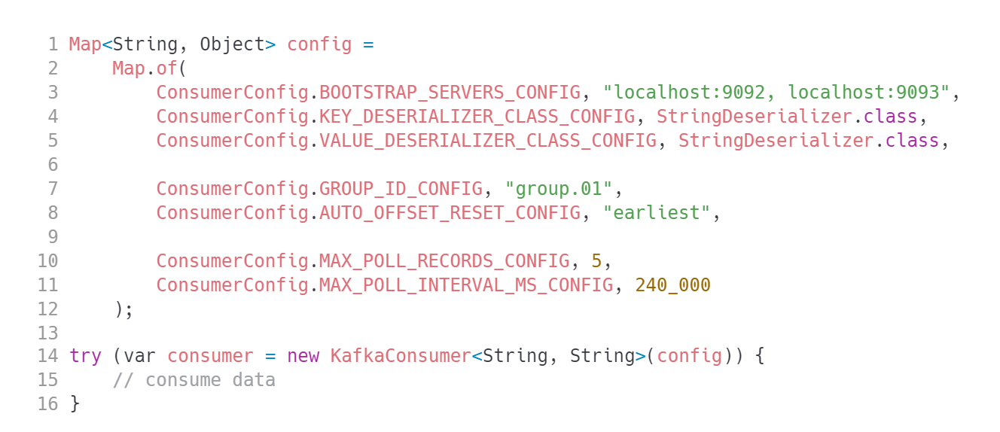 1 Map<String, Object> config =
2     Map.of(
3         ConsumerConfig.BOOTSTRAP_SERVERS_CONFIG, "localhost:9092, localhost:9093",
4         ConsumerConfig.KEY_DESERIALIZER_CLASS_CONFIG, StringDeserializer.class,
5         ConsumerConfig.VALUE_DESERIALIZER_CLASS_CONFIG, StringDeserializer.class,
6
7         ConsumerConfig.GROUP_ID_CONFIG, "group.01",
8         ConsumerConfig.AUTO_OFFSET_RESET_CONFIG, "earliest",
9
10         ConsumerConfig.MAX_POLL_RECORDS_CONFIG, 5,
11         ConsumerConfig.MAX_POLL_INTERVAL_MS_CONFIG, 240_000
12     );
13
14 try (var consumer = new KafkaConsumer<String, String>(config)) {
15     // consume data
16 }